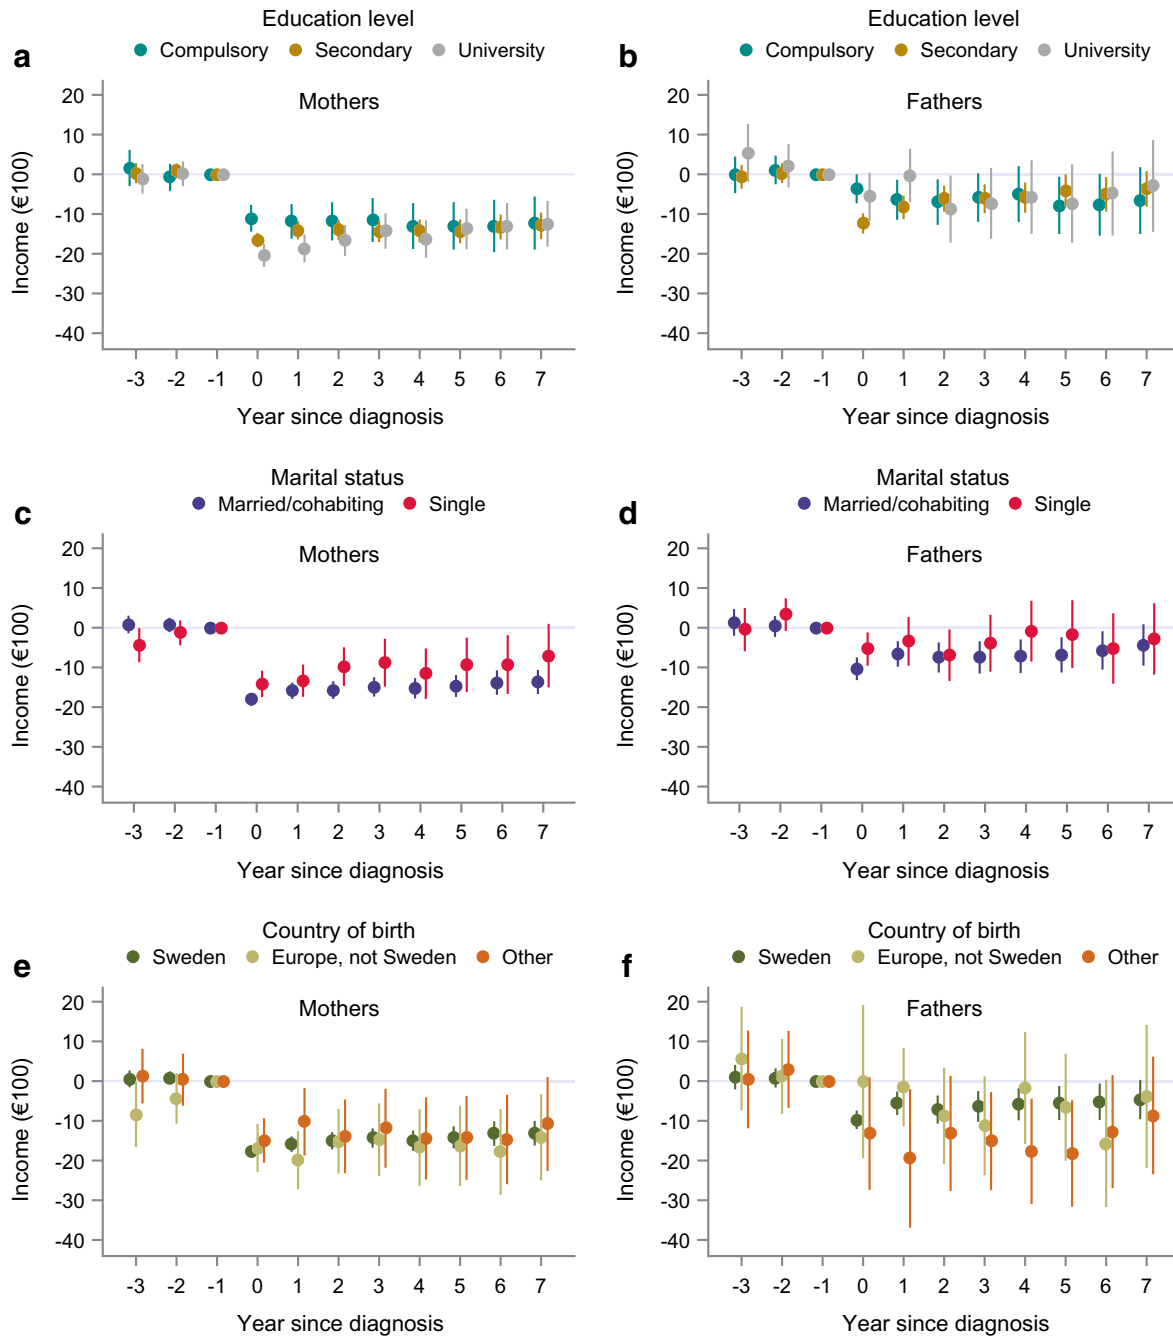 Education level
a Compulsory Secondary University
Mothers
Income (€100)
20
10
0
-10
-20
-30
-40
-3 -2 -1 0 1 2 3 4 5 6 7
Year since diagnosis
Education level
b Compulsory Secondary University
Fathers
Income (€100)
20
10
0
-10
-20
-30
-40
-3 -2 -1 0 1 2 3 4 5 6 7
Year since diagnosis
Marital status
c Married/cohabiting Single
Mothers
Income (€100)
20
10
0
-10
-20
-30
-40
-3 -2 -1 0 1 2 3 4 5 6 7
Year since diagnosis
Marital status
d Married/cohabiting Single
Fathers
Income (€100)
20
10
0
-10
-20
-30
-40
-3 -2 -1 0 1 2 3 4 5 6 7
Year since diagnosis
Country of birth
e Sweden Europe, not Sweden Other
Mothers
Income (€100)
20
10
0
-10
-20
-30
-40
-3 -2 -1 0 1 2 3 4 5 6 7
Year since diagnosis
Country of birth
f Sweden Europe, not Sweden Other
Fathers
Income (€100)
20
10
0
-10
-20
-30
-40
-3 -2 -1 0 1 2 3 4 5 6 7
Year since diagnosis